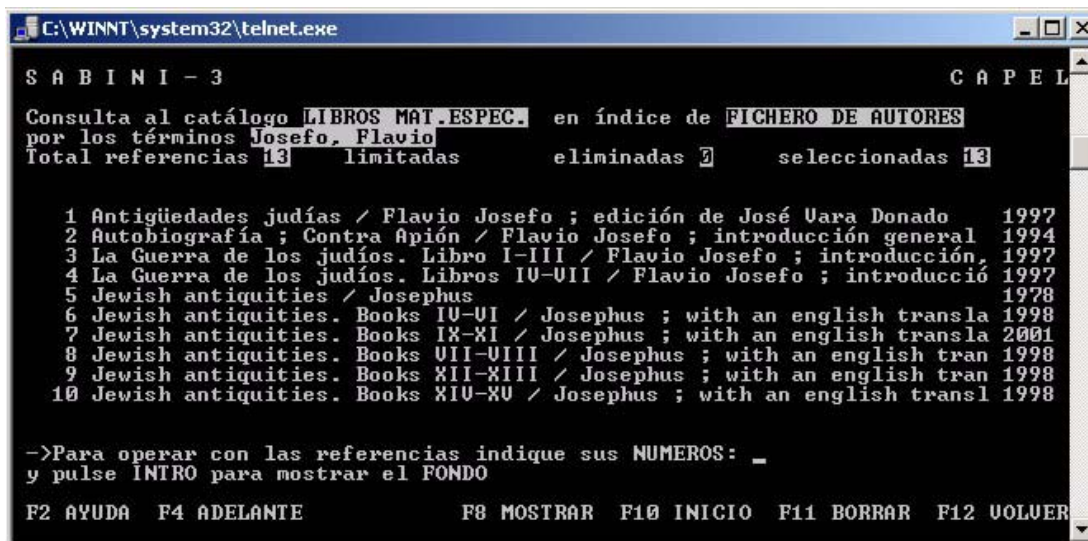 C:\WINNT\system32\telnet.exe
S A B I N I - 3 C A P E L
Consulta al catálogo LIBROS MAT.ESPEC. en índice de FICHERO DE AUTORES
por los términos Josefo, Flavio
Total referencias 13 limitadas eliminadas 0 seleccionadas 13
1 Antigüedades judías / Flavio Josefo ; edición de José Vara Donado 1997
2 Autobiografía ; Contra Apión / Flavio Josefo ; introducción general 1994
3 La Guerra de los judíos. Libro I-III / Flavio Josefo ; introducción, 1997
4 La Guerra de los judíos. Libros IV-VII / Flavio Josefo ; introducció 1997
5 Jewish antiquities / Josephus 1978
6 Jewish antiquities. Books IV-VI / Josephus ; with an english transla 1998
7 Jewish antiquities. Books IX-XI / Josephus ; with an english transla 2001
8 Jewish antiquities. Books VII-VIII / Josephus ; with an english tran 1998
9 Jewish antiquities. Books XII-XIII / Josephus ; with an english tran 1998
10 Jewish antiquities. Books XIV-XV / Josephus ; with an english transl 1998
->Para operar con las referencias indique sus NUMEROS: _
y pulse INTRO para mostrar el FONDO
F2 AYUDA F4 ADELANTE F8 MOSTRAR F10 INICIO F11 BORRAR F12 VOLVER